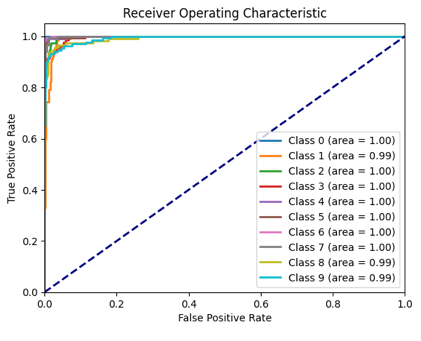 Receiver Operating Characteristic
1.0
0.8
0.6
0.4
0.2
0.0
True Positive Rate
Class 0 (area = 1.00)
Class 1 (area = 0.99)
Class 2 (area = 1.00)
Class 3 (area = 1.00)
Class 4 (area = 1.00)
Class 5 (area = 1.00)
Class 6 (area = 1.00)
Class 7 (area = 1.00)
Class 8 (area = 0.99)
Class 9 (area = 0.99)
0.0 0.2 0.4 0.6 0.8 1.0
False Positive Rate